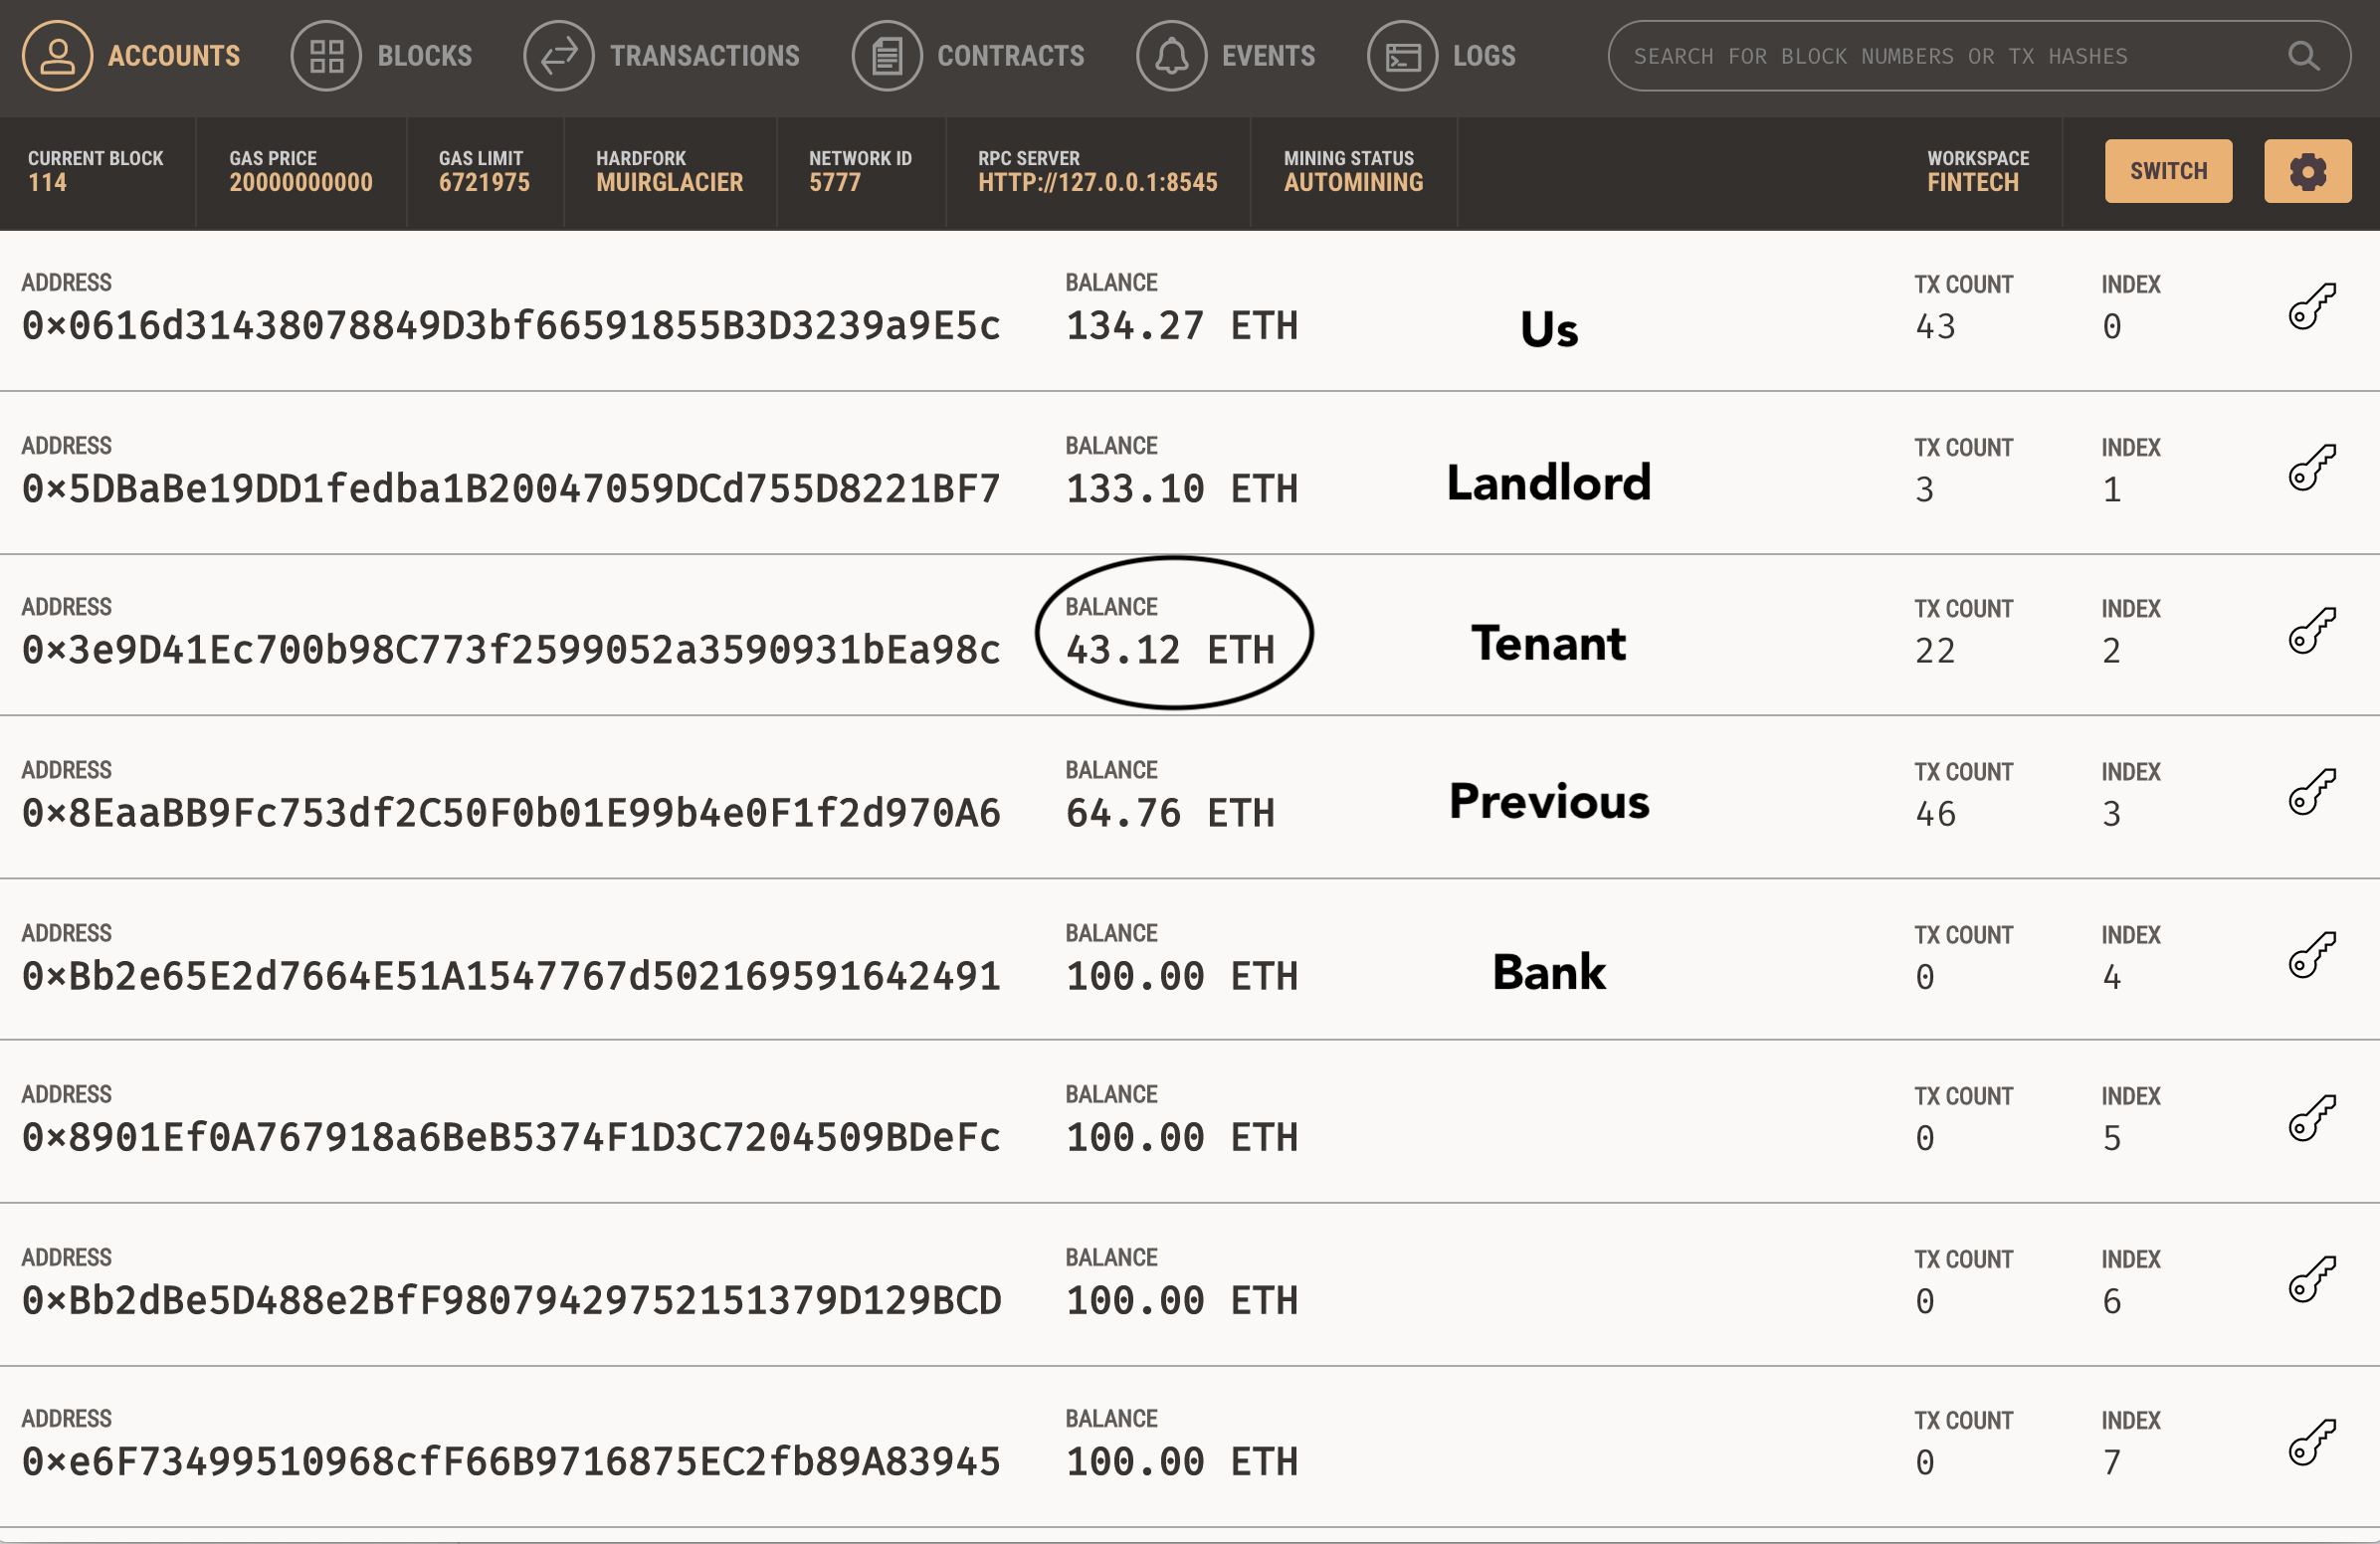 ACCOUNTS BLOCKS TRANSACTIONS CONTRACTS EVENTS LOGS SEARCH FOR BLOCK NUMBERS OR TX HASHES
CURRENT BLOCK GAS PRICE GAS LIMIT HARDFORK NETWORK ID RPC SERVER MINING STATUS WORKSPACE
114 20000000000 6721975 MUIRGLACIER 5777 HTTP://127.0.0.1:8545 AUTOMINING FINTECH SWITCH
ADDRESS BALANCE TX COUNT INDEX
0×0616d31438078849D3bf66591855B3D3239a9E5c 134.27 ETH Us 43 0
ADDRESS BALANCE TX COUNT INDEX
0×5DBaBe19DD1fedba1B20047059DCd755D8221BF7 133.10 ETH Landlord 3 1
ADDRESS BALANCE TX COUNT INDEX
0×3e9D41Ec700b98C773f2599052a3590931bEa98c 43.12 ETH Tenant 22 2
ADDRESS BALANCE TX COUNT INDEX
0×8EaaBB9Fc753df2C50F0b01E99b4e0F1f2d970A6 64.76 ETH Previous 46 3
ADDRESS BALANCE TX COUNT INDEX
0×Bb2e65E2d7664E51A1547767d502169591642491 100.00 ETH Bank 0 4
ADDRESS BALANCE TX COUNT INDEX
0×8901Ef0A767918a6BeB5374F1D3C7204509BDeFc 100.00 ETH 0 5
ADDRESS BALANCE TX COUNT INDEX
0×Bb2dBe5D488e2BfF98079429752151379D129BCD 100.00 ETH 0 6
ADDRESS BALANCE TX COUNT INDEX
0×e6F73499510968cfF66B9716875EC2fb89A83945 100.00 ETH 0 7